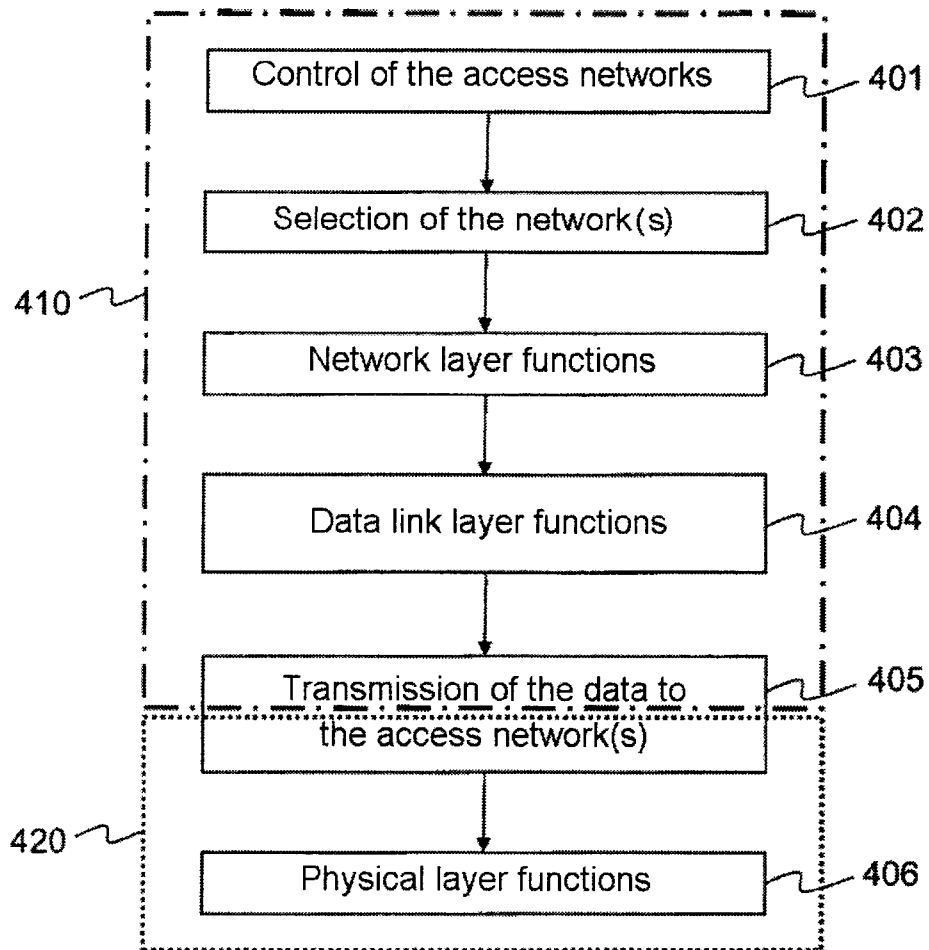 Control of the access networks
401
Selection of the network(s)
402
410
Network layer functions
403
Data link layer functions
404
Transmission of the data to
405
the access network(s)
420
Physical layer functions
406